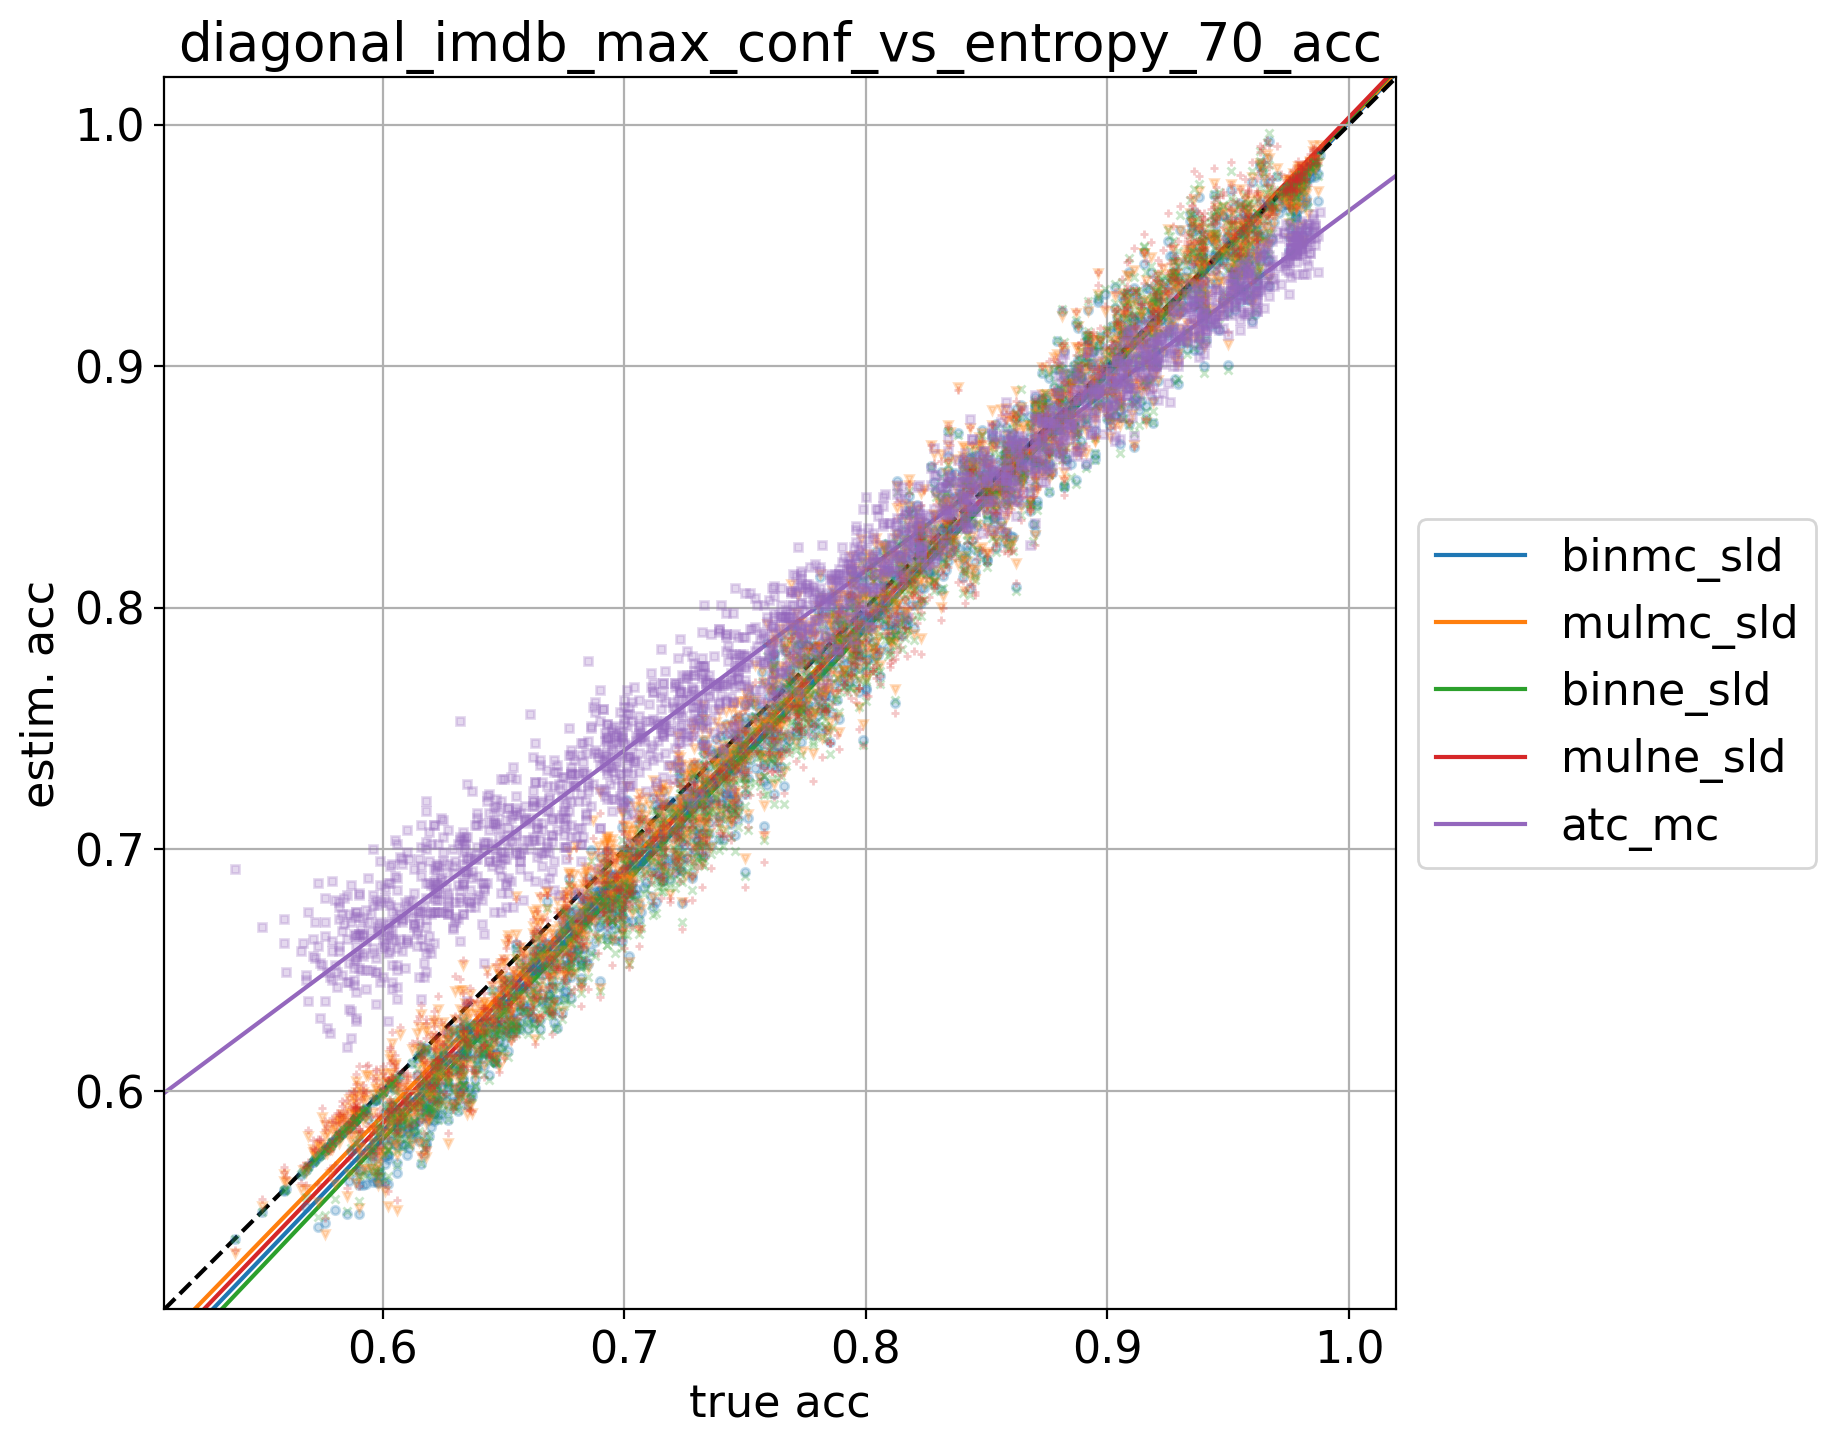 diagonal_imdb_max_conf_vs_entropy_70_acc
1.0
0.9
0.8
0.7
0.6
estim. acc
0.6 0.7 0.8 0.9 1.0
true acc
binmc_sld
mulmc_sld
binne_sld
mulne_sld
atc_mc